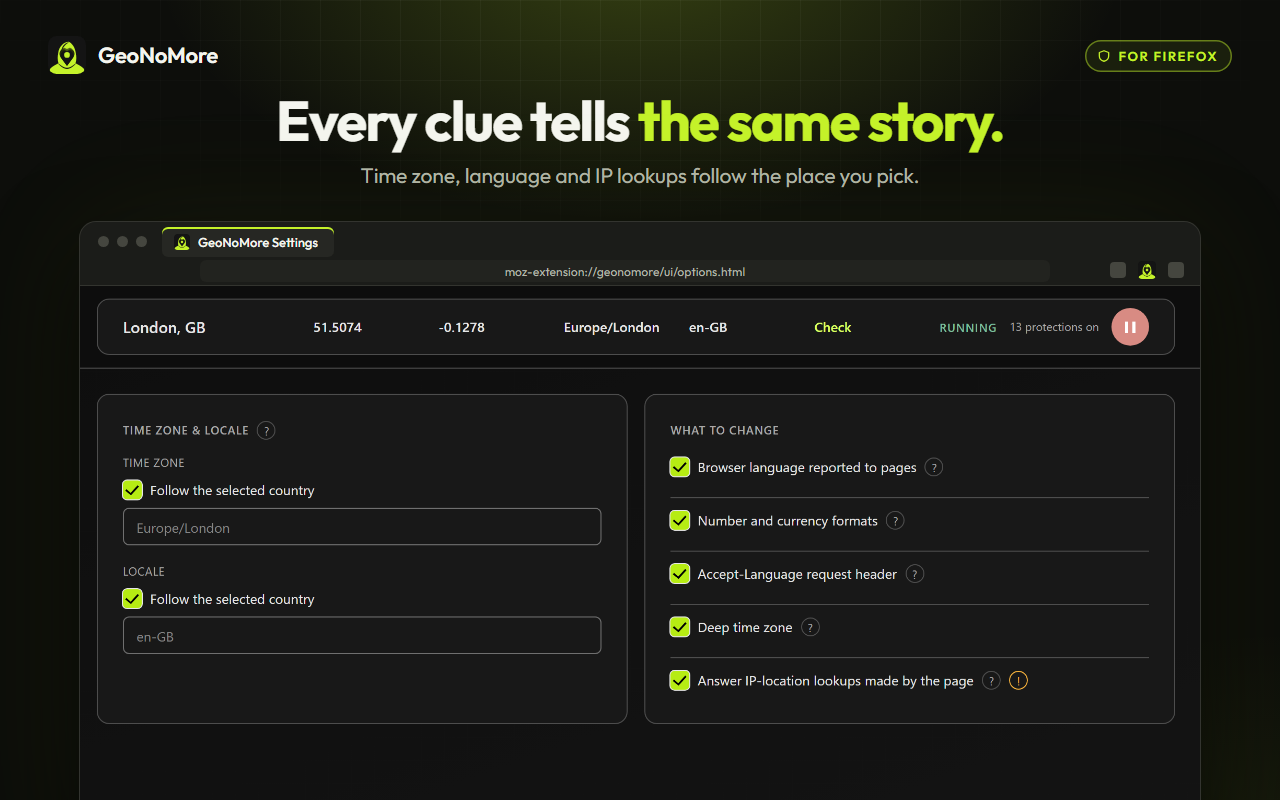 GeoNoMore
FOR FIREFOX
Every clue tells the same story.
Time zone, language and IP lookups follow the place you pick.
GeoNoMore Settings
moz-extension://geonomore/ui/options.html
London, GB 51.5074 -0.1278 Europe/London en-GB Check RUNNING 13 protections on
TIME ZONE & LOCALE ?
TIME ZONE
Follow the selected country
Europe/London
LOCALE
Follow the selected country
en-GB
WHAT TO CHANGE
Browser language reported to pages ?
Number and currency formats ?
Accept-Language request header ?
Deep time zone ?
Answer IP-location lookups made by the page ? !